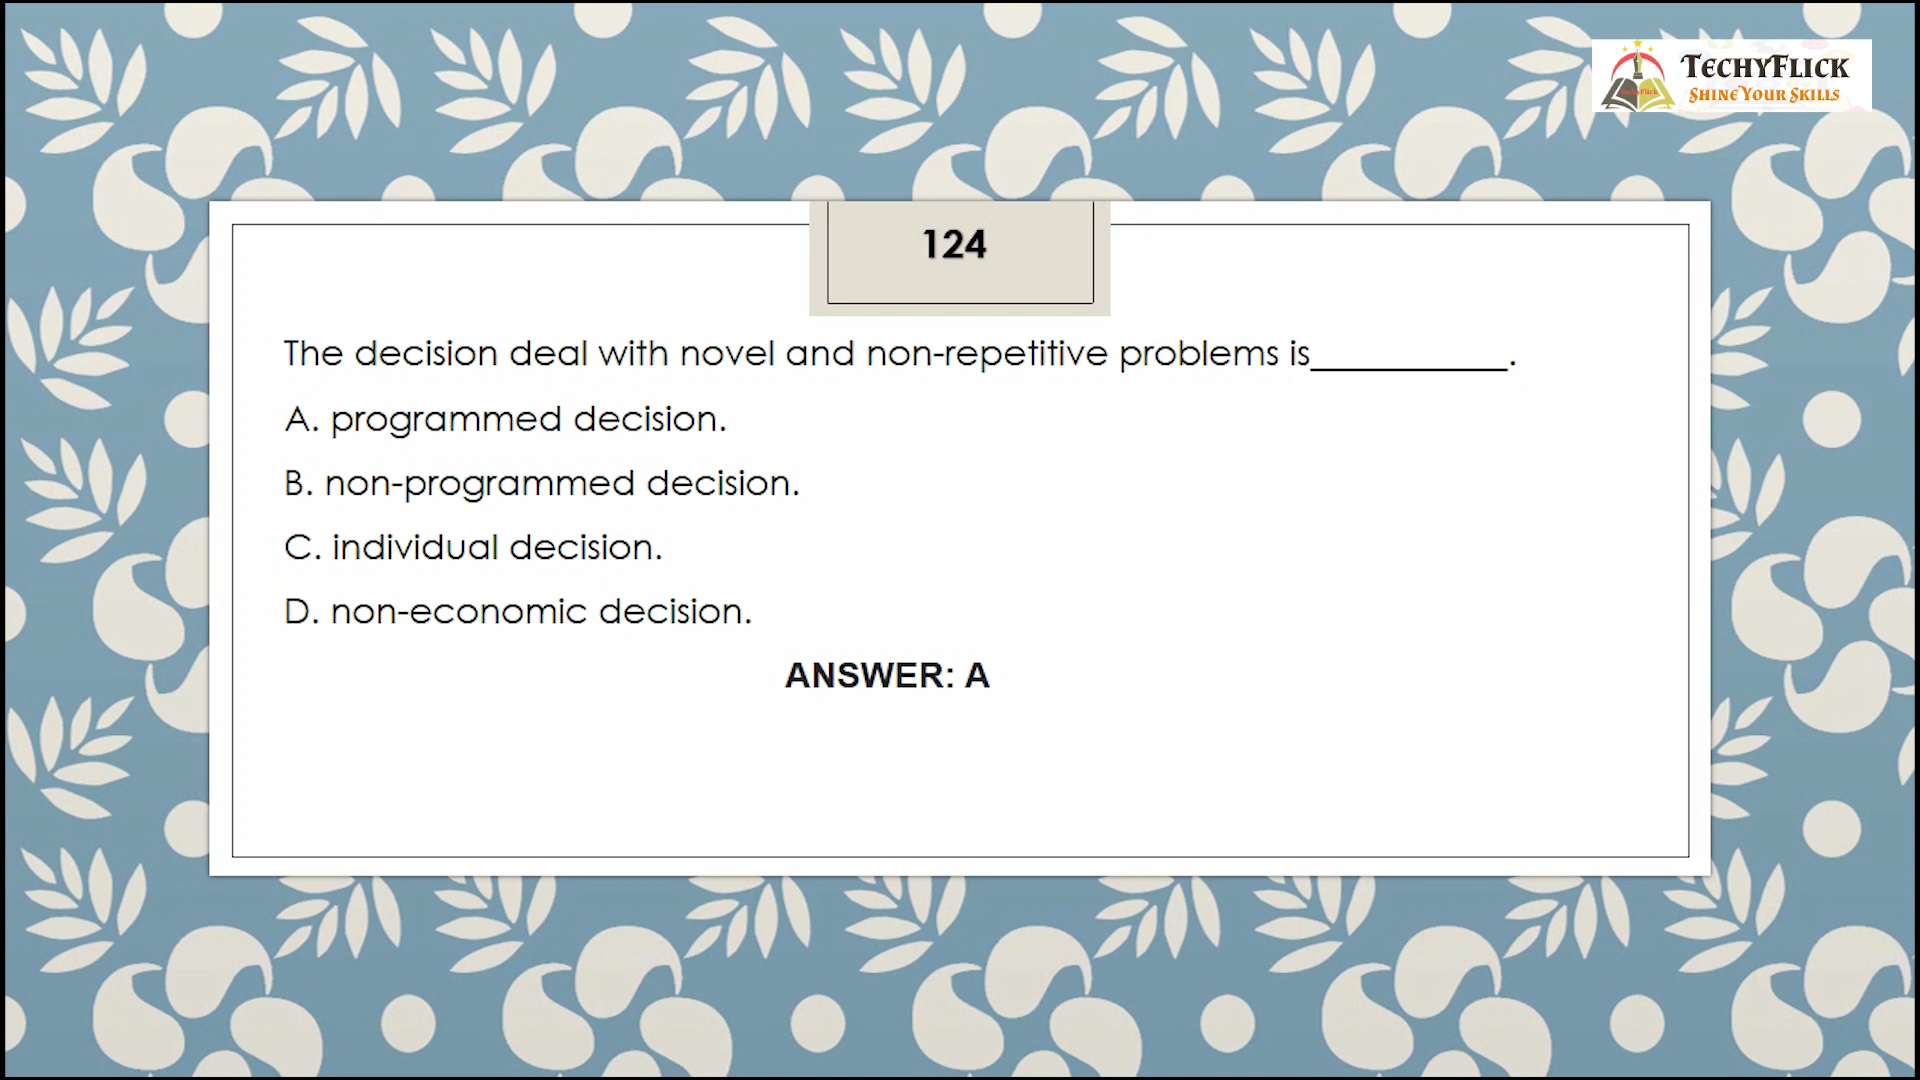 TECHYFLICK
SHINE YOUR SKILLS
124
The decision deal with novel and non-repetitive problems is___________.
A. programmed decision.
B. non-programmed decision.
C. individual decision.
D. non-economic decision.
ANSWER: A